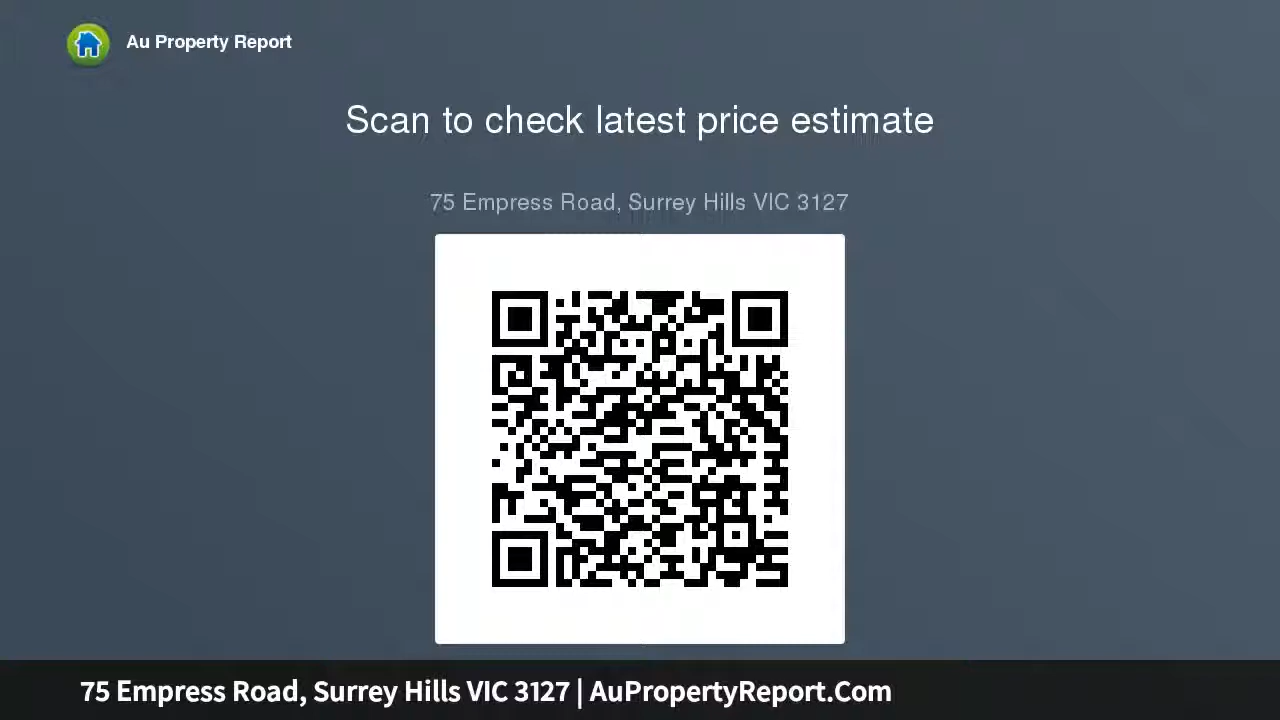 Au Property Report
Scan to check latest price estimate
75 Empress Road, Surrey Hills VIC 3127
75 Empress Road, Surrey Hills VIC 3127 | AuPropertyReport.Com